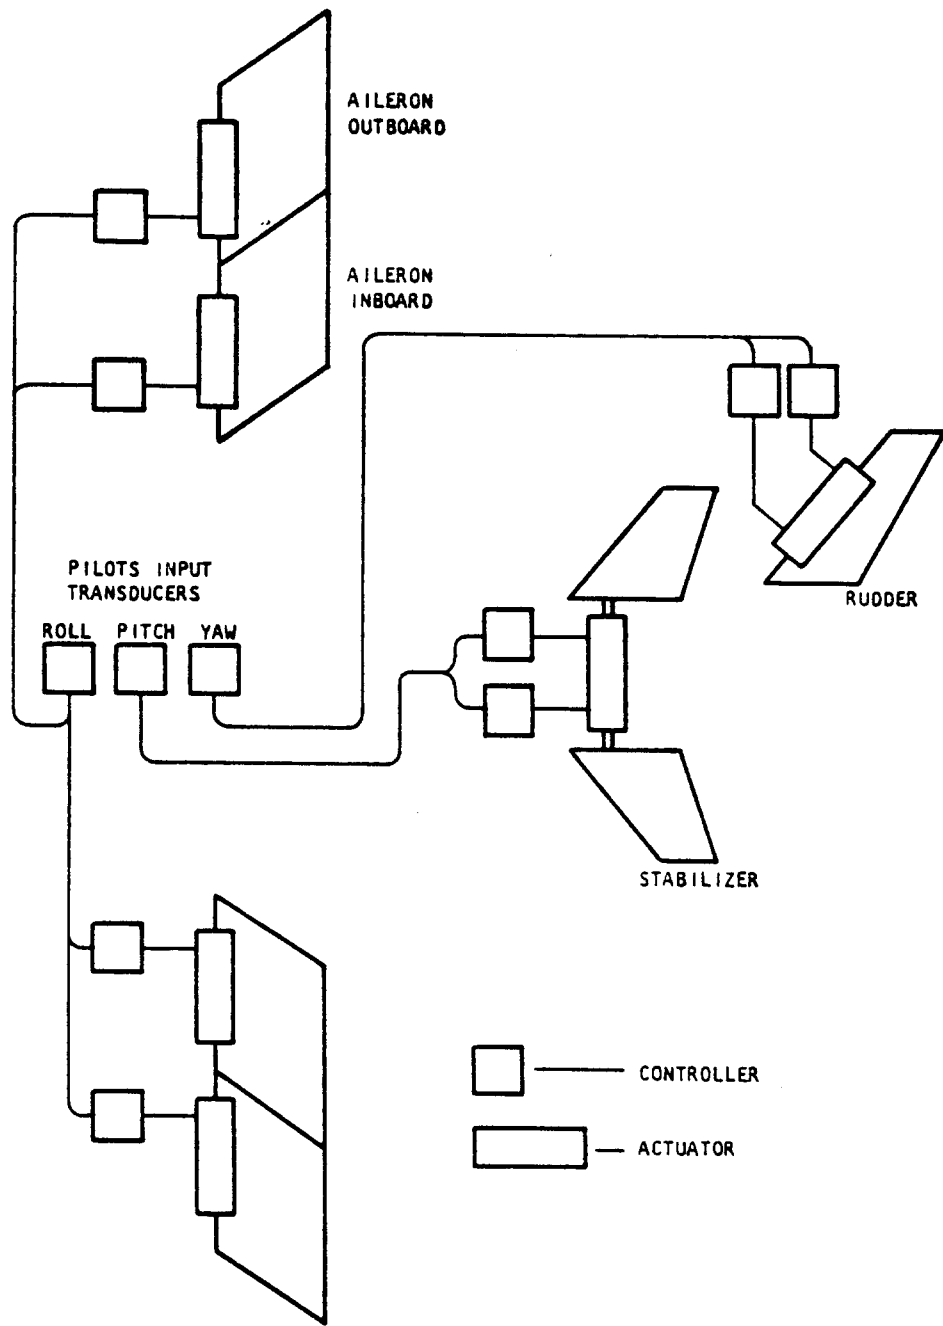 AILERON
OUTBOARD
AILERON
INBOARD
PILOTS INPUT
TRANSDUCERS
ROLL PITCH YAW
RUDDER
STABILIZER
CONTROLLER
ACTUATOR